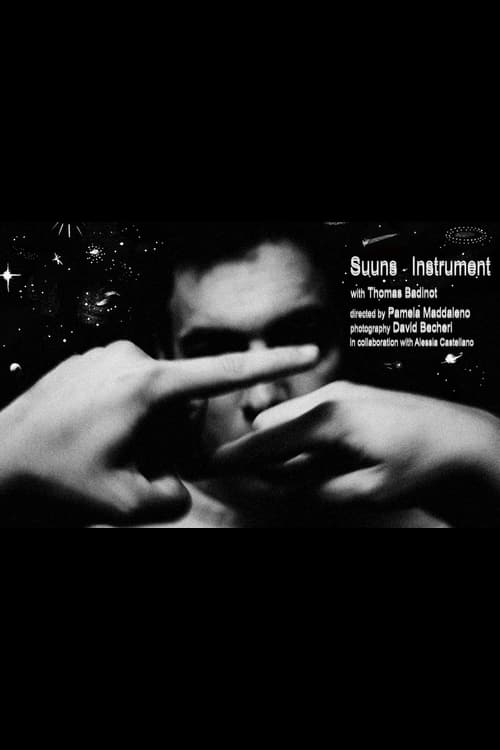 Suuns - Instrument
with Thomas Badinot
directed by Pamela Maddaleno
photography David Becheri
in collaboration with Alessia Castellano